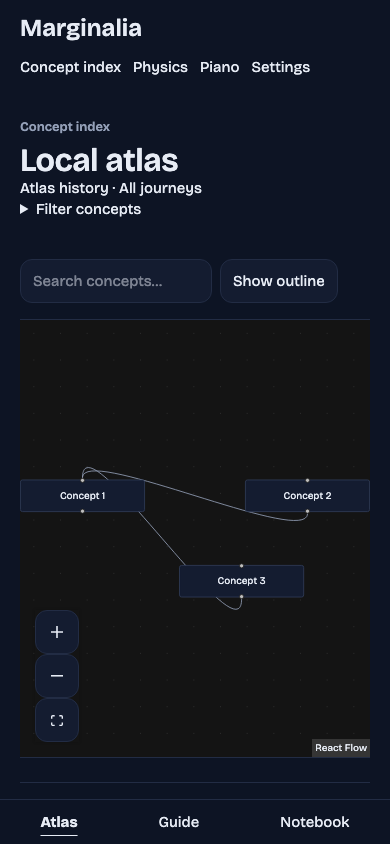 Marginalia
Concept index Physics Piano Settings
Concept index
Local atlas
Atlas history · All journeys
Filter concepts
Search concepts...
Show outline
Concept 1
Concept 2
Concept 3
React Flow
Atlas Guide Notebook